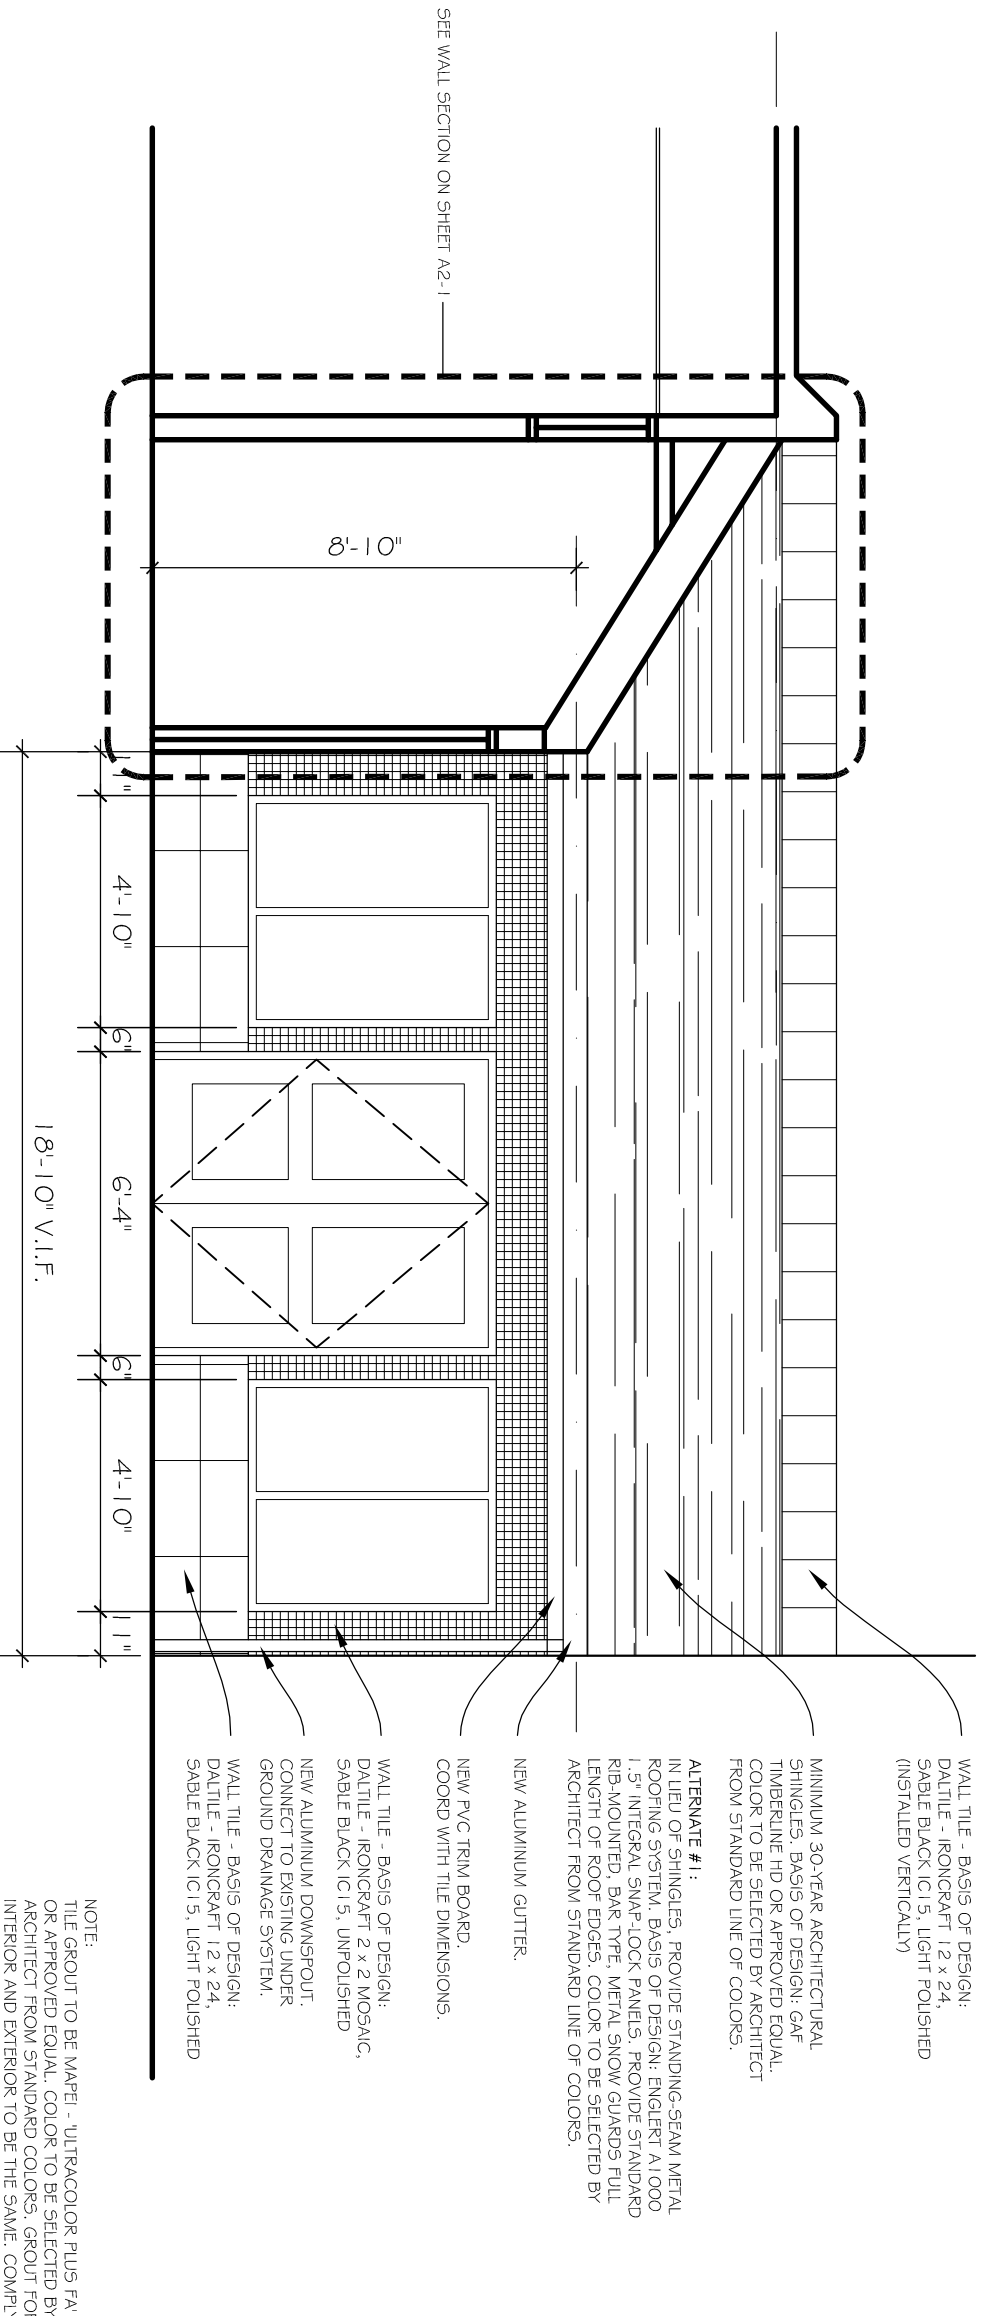 SEE WALL SECTION ON SHEET A2-1
8'-10"
4'-10"
6"
6'-4"
6"
4'-10"
11"
18'-10" V.I.F.
WALL TILE - BASIS OF DESIGN:
DALTILE - IRONCRAFT 12 x 24,
SABLE BLACK IC15, LIGHT POLISHED
(INSTALLED VERTICALLY)
MINIMUM 30-YEAR ARCHITECTURAL
SHINGLES. BASIS OF DESIGN: GAF
TIMBERLINE HD OR APPROVED EQUAL.
COLOR TO BE SELECTED BY ARCHITECT
FROM STANDARD LINE OF COLORS.
ALTERNATE #1:
IN LIEU OF SHINGLES, PROVIDE STANDING-SEAM METAL
ROOFING SYSTEM. BASIS OF DESIGN: ENGLERT A1000
1.5" INTEGRAL SNAP-LOCK PANELS. PROVIDE STANDARD
RIB-MOUNTED, BAR TYPE, METAL SNOW GUARDS FULL
LENGTH OF ROOF EDGES. COLOR TO BE SELECTED BY
ARCHITECT FROM STANDARD LINE OF COLORS.
NEW ALUMINUM GUTTER.
NEW PVC TRIM BOARD.
COORD WITH TILE DIMENSIONS.
WALL TILE - BASIS OF DESIGN:
DALTILE - IRONCRAFT 2 x 2 MOSAIC,
SABLE BLACK IC15, UNPOLISHED
NEW ALUMINUM DOWNSPOUT.
CONNECT TO EXISTING UNDER
GROUND DRAINAGE SYSTEM.
WALL TILE - BASIS OF DESIGN:
DALTILE - IRONCRAFT 12 x 24,
SABLE BLACK IC15, LIGHT POLISHED
NOTE:
TILE GROUT TO BE MAPEI - 'ULTRACOLOR PLUS FA'
OR APPROVED EQUAL. COLOR TO BE SELECTED BY
ARCHITECT FROM STANDARD COLORS. GROUT FOR
INTERIOR AND EXTERIOR TO BE THE SAME. COMPLY